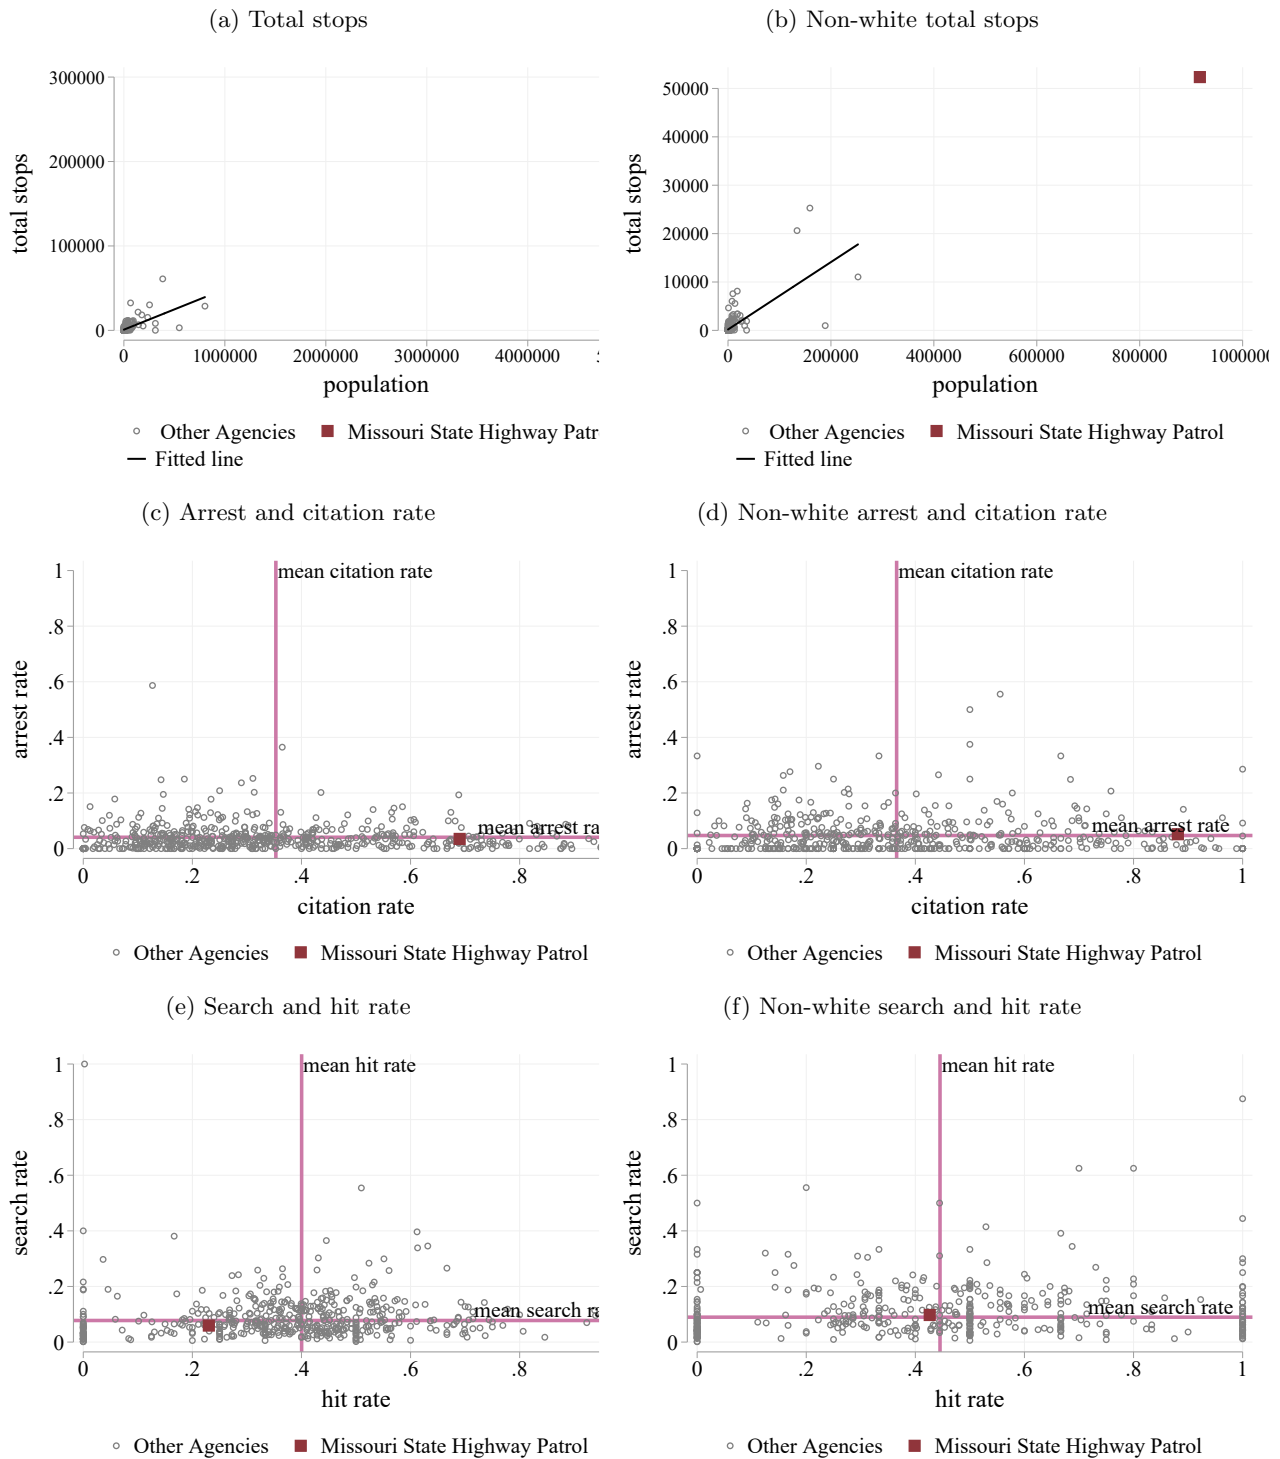 (a) Total stops
300000
200000
100000
0
total stops
0 1000000 2000000 3000000 4000000
population
Other Agencies Missouri State Highway Patr
Fitted line
(b) Non-white total stops
50000
40000
30000
20000
10000
0
total stops
0 200000 400000 600000 800000 1000000
population
Other Agencies Missouri State Highway Patrol
Fitted line
(c) Arrest and citation rate
mean citation rate
1
.8
.6
.4
.2
0
arrest rate
mean arrest ra
0 .2 .4 .6 .8
citation rate
Other Agencies Missouri State Highway Patrol
(d) Non-white arrest and citation rate
mean citation rate
1
.8
.6
.4
.2
0
arrest rate
mean arrest rate
0 .2 .4 .6 .8 1
citation rate
Other Agencies Missouri State Highway Patrol
(e) Search and hit rate
mean hit rate
1
.8
.6
.4
.2
0
search rate
mean search ra
0 .2 .4 .6 .8
hit rate
Other Agencies Missouri State Highway Patrol
(f) Non-white search and hit rate
mean hit rate
1
.8
.6
.4
.2
0
search rate
mean search rate
0 .2 .4 .6 .8 1
hit rate
Other Agencies Missouri State Highway Patrol